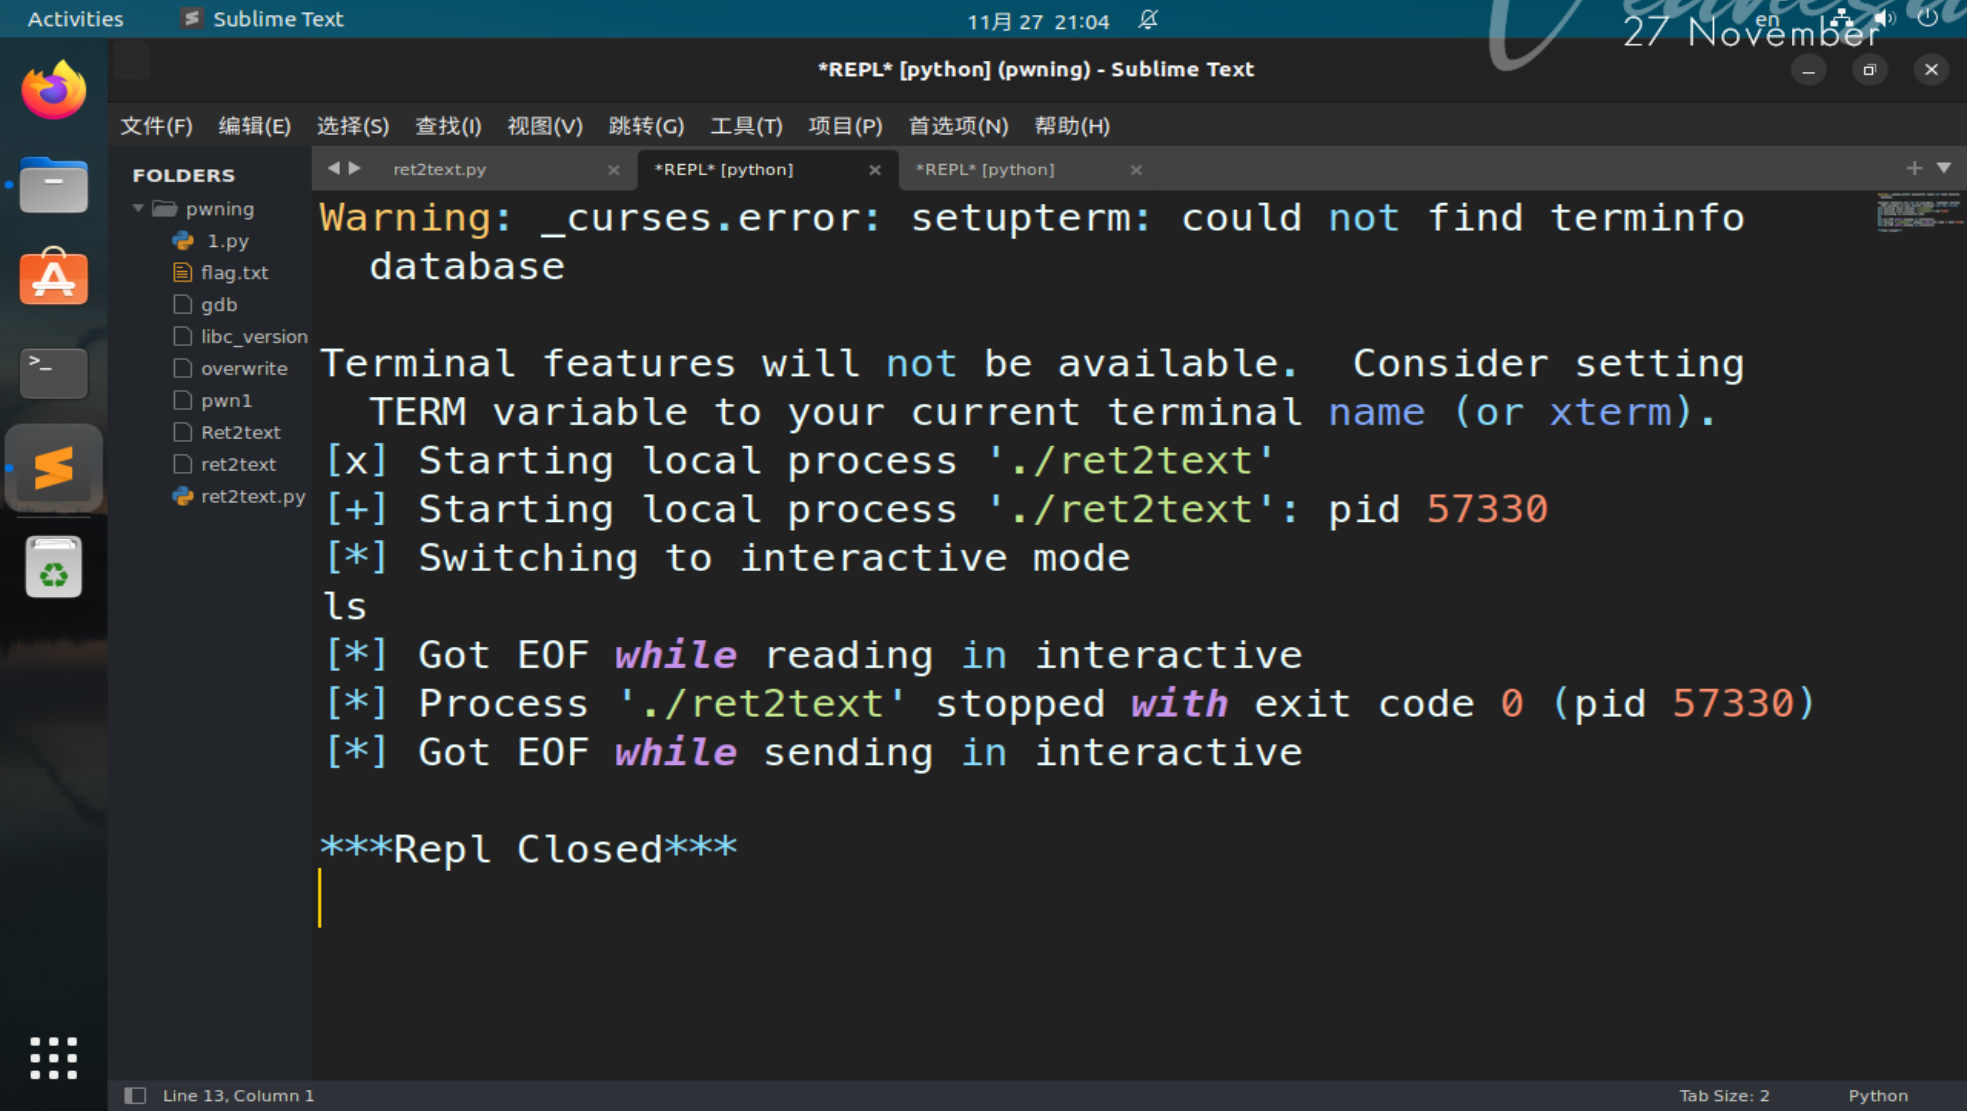 Activities
Sublime Text
11月 27 21:04
en
27 November
*REPL* [python] (pwning) - Sublime Text
文件(F) 编辑(E) 选择(S) 查找(I) 视图(V) 跳转(G) 工具(T) 项目(P) 首选项(N) 帮助(H)
FOLDERS
pwning
1.py
flag.txt
gdb
libc_version
overwrite
pwn1
Ret2text
ret2text
ret2text.py
ret2text.py
*REPL* [python]
*REPL* [python]
Warning: _curses.error: setupterm: could not find terminfo
database
Terminal features will not be available.  Consider setting
TERM variable to your current terminal name (or xterm).
[x] Starting local process './ret2text'
[+] Starting local process './ret2text': pid 57330
[*] Switching to interactive mode
ls
[*] Got EOF while reading in interactive
[*] Process './ret2text' stopped with exit code 0 (pid 57330)
[*] Got EOF while sending in interactive
***Repl Closed***
Line 13, Column 1
Tab Size: 2
Python